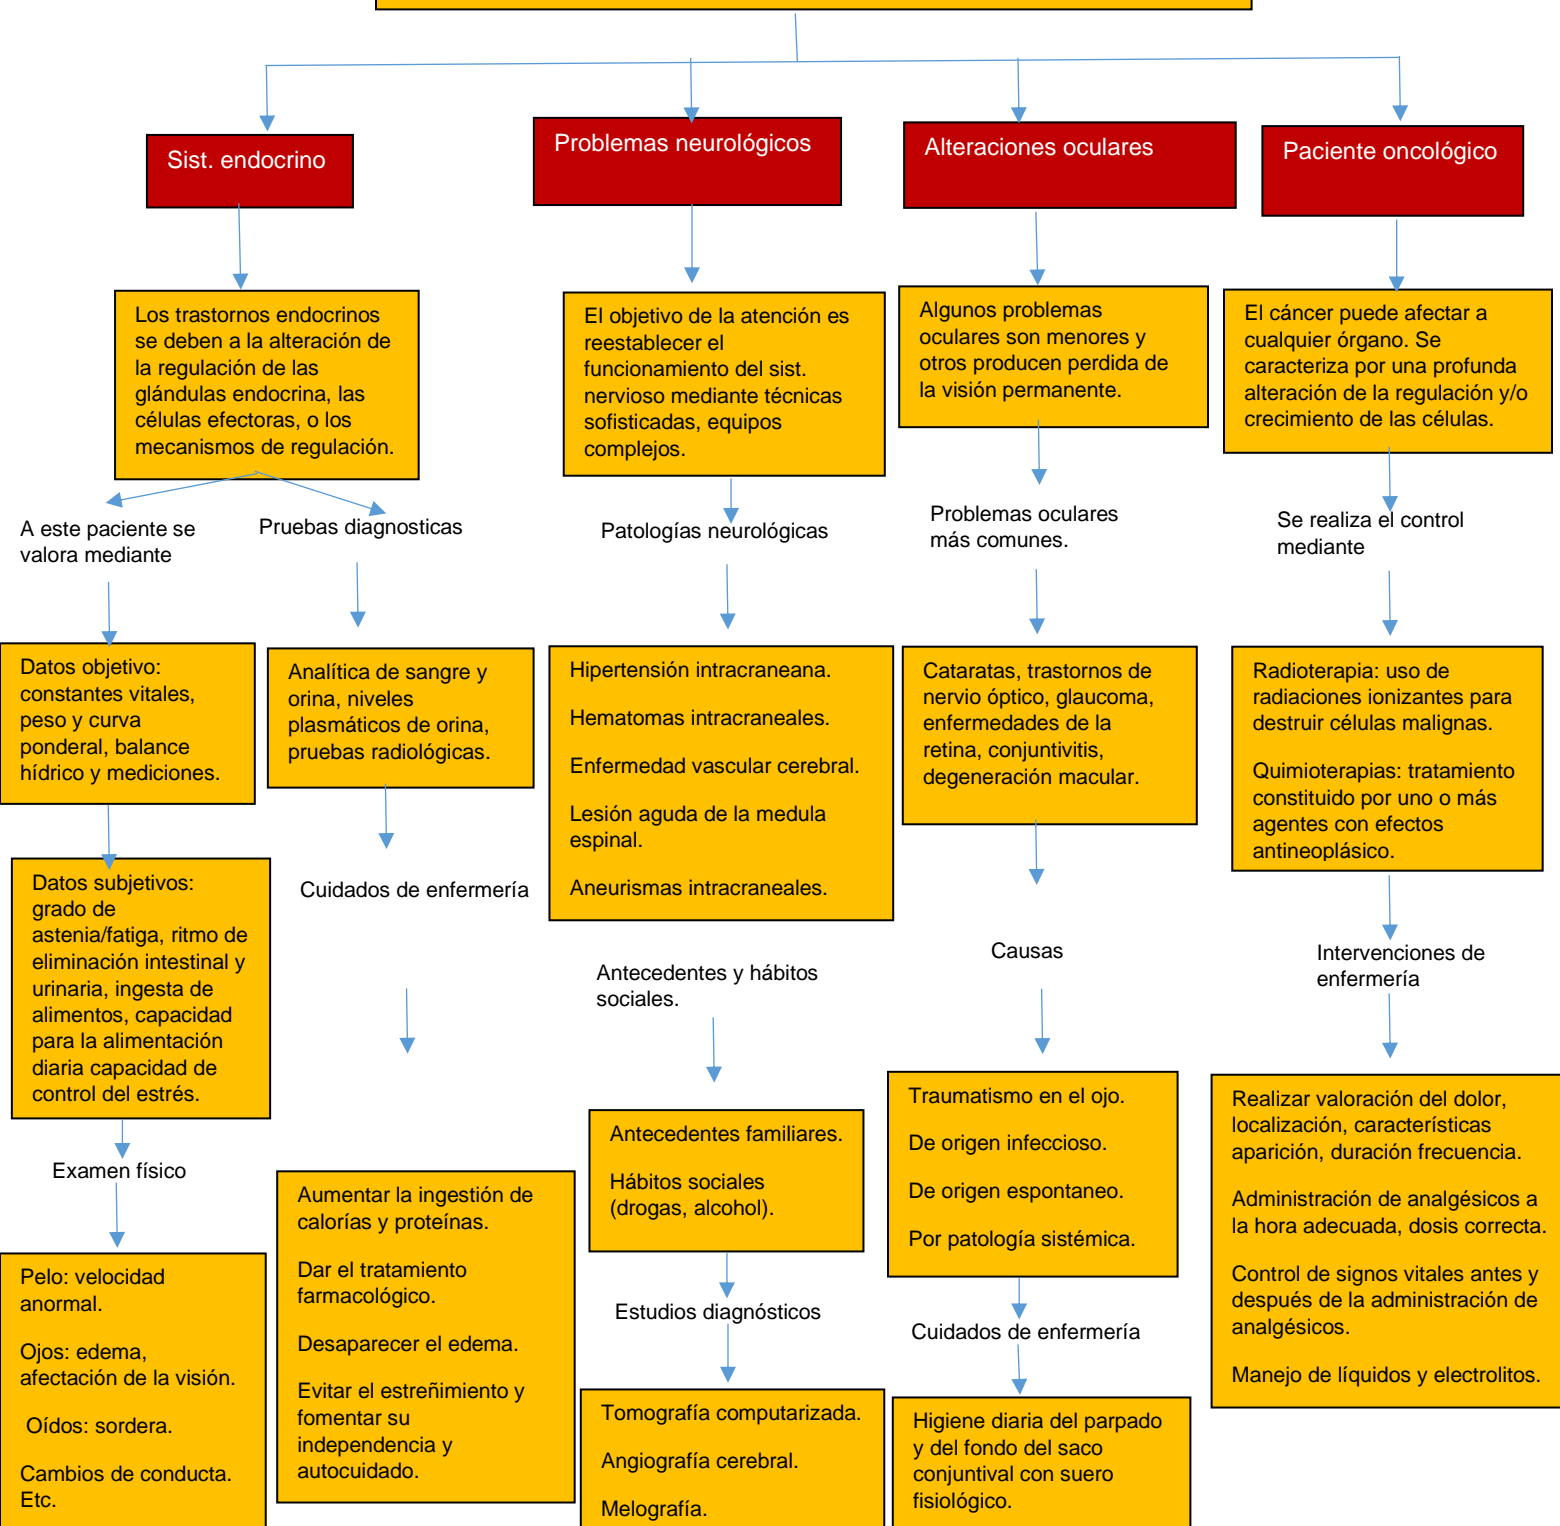 Sist. endocrino
Problemas neurológicos
Alteraciones oculares
Paciente oncológico
Los trastornos endocrinos
se deben a la alteración de
la regulación de las
glándulas endocrina, las
células efectoras, o los
mecanismos de regulación.
El objetivo de la atención es
reestablecer el
funcionamiento del sist.
nervioso mediante técnicas
sofisticadas, equipos
complejos.
Algunos problemas
oculares son menores y
otros producen perdida de
la visión permanente.
El cáncer puede afectar a
cualquier órgano. Se
caracteriza por una profunda
alteración de la regulación y/o
crecimiento de las células.
A este paciente se
valora mediante
Pruebas diagnosticas
Patologías neurológicas
Problemas oculares
más comunes.
Se realiza el control
mediante
Datos objetivo:
constantes vitales,
peso y curva
ponderal, balance
hídrico y mediciones.
Analítica de sangre y
orina, niveles
plasmáticos de orina,
pruebas radiológicas.
Hipertensión intracraneana.
Hematomas intracraneales.
Enfermedad vascular cerebral.
Lesión aguda de la medula
espinal.
Aneurismas intracraneales.
Cataratas, trastornos de
nervio óptico, glaucoma,
enfermedades de la
retina, conjuntivitis,
degeneración macular.
Radioterapia: uso de
radiaciones ionizantes para
destruir células malignas.
Quimioterapias: tratamiento
constituido por uno o más
agentes con efectos
antineoplásico.
Datos subjetivos:
grado de
astenia/fatiga, ritmo de
eliminación intestinal y
urinaria, ingesta de
alimentos, capacidad
para la alimentación
diaria capacidad de
control del estrés.
Cuidados de enfermería
Antecedentes y hábitos
sociales.
Causas
Intervenciones de
enfermería
Examen físico
Aumentar la ingestión de
calorías y proteínas.
Dar el tratamiento
farmacológico.
Desaparecer el edema.
Evitar el estreñimiento y
fomentar su
independencia y
autocuidado.
Antecedentes familiares.
Hábitos sociales
(drogas, alcohol).
Traumatismo en el ojo.
De origen infeccioso.
De origen espontaneo.
Por patología sistémica.
Realizar valoración del dolor,
localización, características
aparición, duración frecuencia.
Administración de analgésicos a
la hora adecuada, dosis correcta.
Control de signos vitales antes y
después de la administración de
analgésicos.
Manejo de líquidos y electrolitos.
Pelo: velocidad
anormal.
Ojos: edema,
afectación de la visión.
Oídos: sordera.
Cambios de conducta.
Etc.
Estudios diagnósticos
Cuidados de enfermería
Tomografía computarizada.
Angiografía cerebral.
Melografía.
Higiene diaria del parpado
y del fondo del saco
conjuntival con suero
fisiológico.